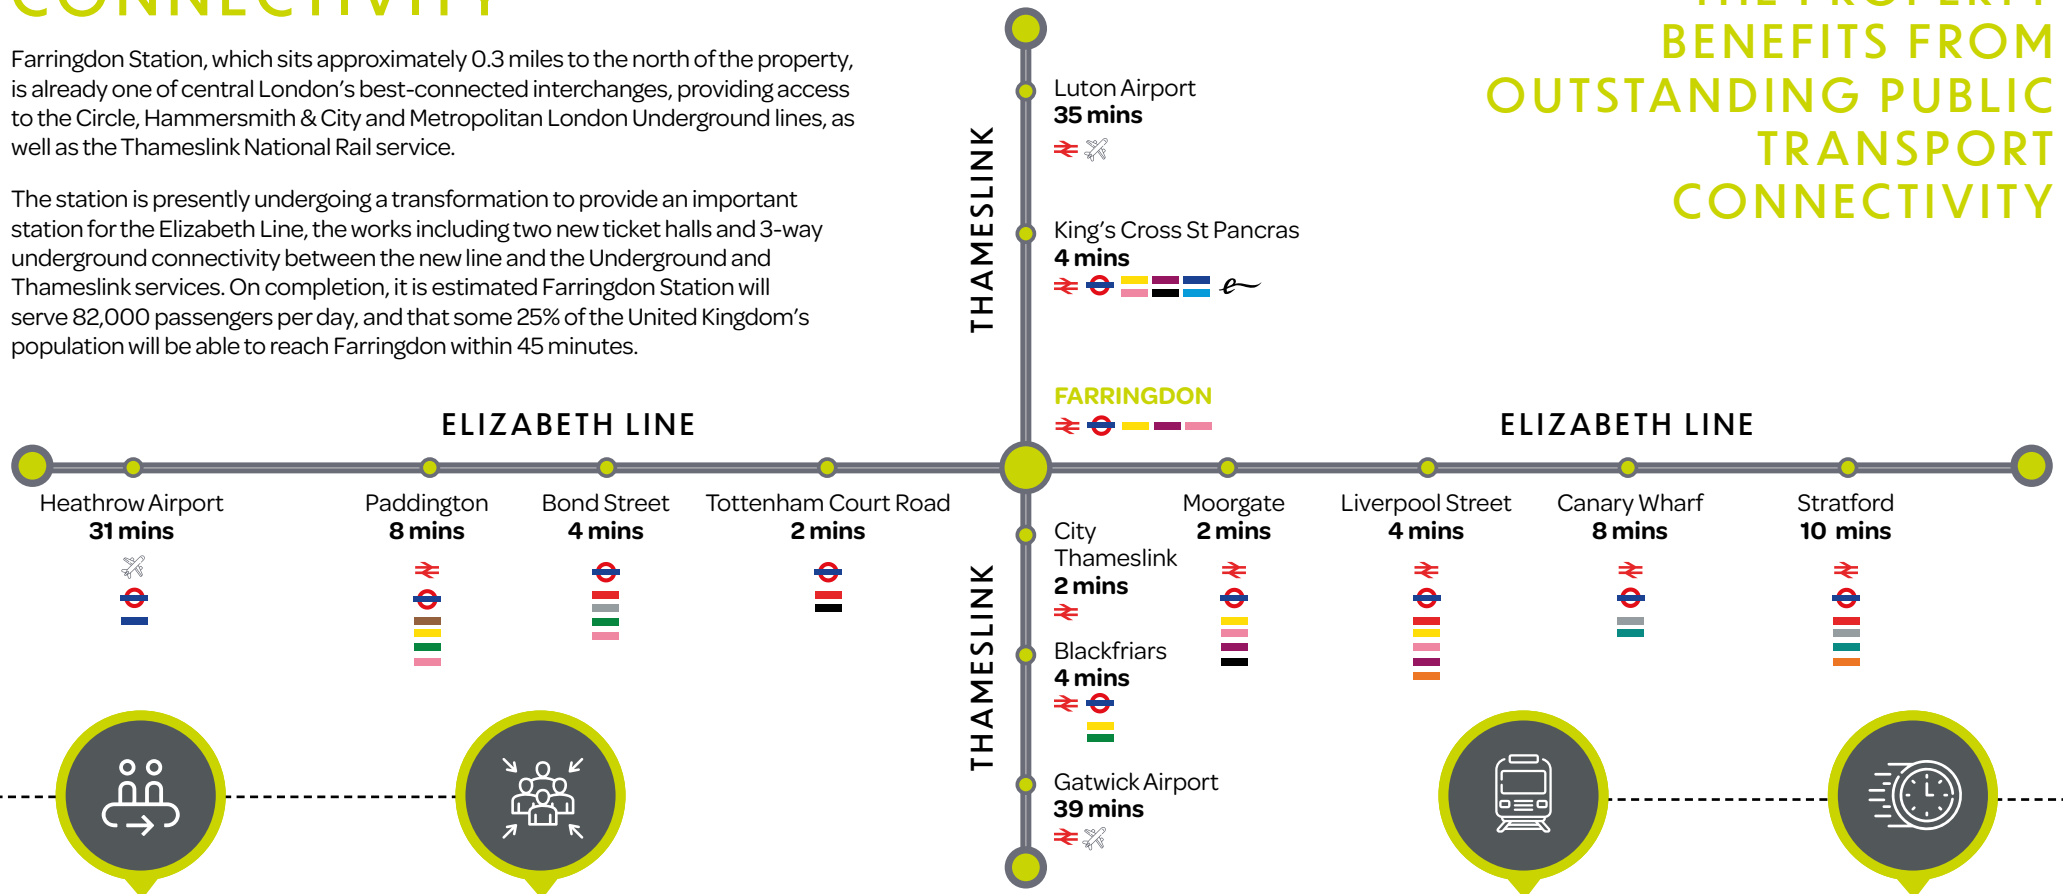 CONNECTIVITY
Farringdon Station, which sits approximately 0.3 miles to the north of the property,
is already one of central London's best-connected interchanges, providing access
to the Circle, Hammersmith & City and Metropolitan London Underground lines, as
well as the Thameslink National Rail service.
The station is presently undergoing a transformation to provide an important
station for the Elizabeth Line, the works including two new ticket halls and 3-way
underground connectivity between the new line and the Underground and
Thameslink services. On completion, it is estimated Farringdon Station will
serve 82,000 passengers per day, and that some 25% of the United Kingdom's
population will be able to reach Farringdon within 45 minutes.
THE PROPERTY
BENEFITS FROM
OUTSTANDING PUBLIC
TRANSPORT
CONNECTIVITY
THAMESLINK
Luton Airport
35 mins
King's Cross St Pancras
4 mins
FARRINGDON
ELIZABETH LINE
ELIZABETH LINE
Heathrow Airport
31 mins
Paddington
8 mins
Bond Street
4 mins
Tottenham Court Road
2 mins
Moorgate
2 mins
Liverpool Street
4 mins
Canary Wharf
8 mins
Stratford
10 mins
THAMESLINK
City
Thameslink
2 mins
Blackfriars
4 mins
Gatwick Airport
39 mins